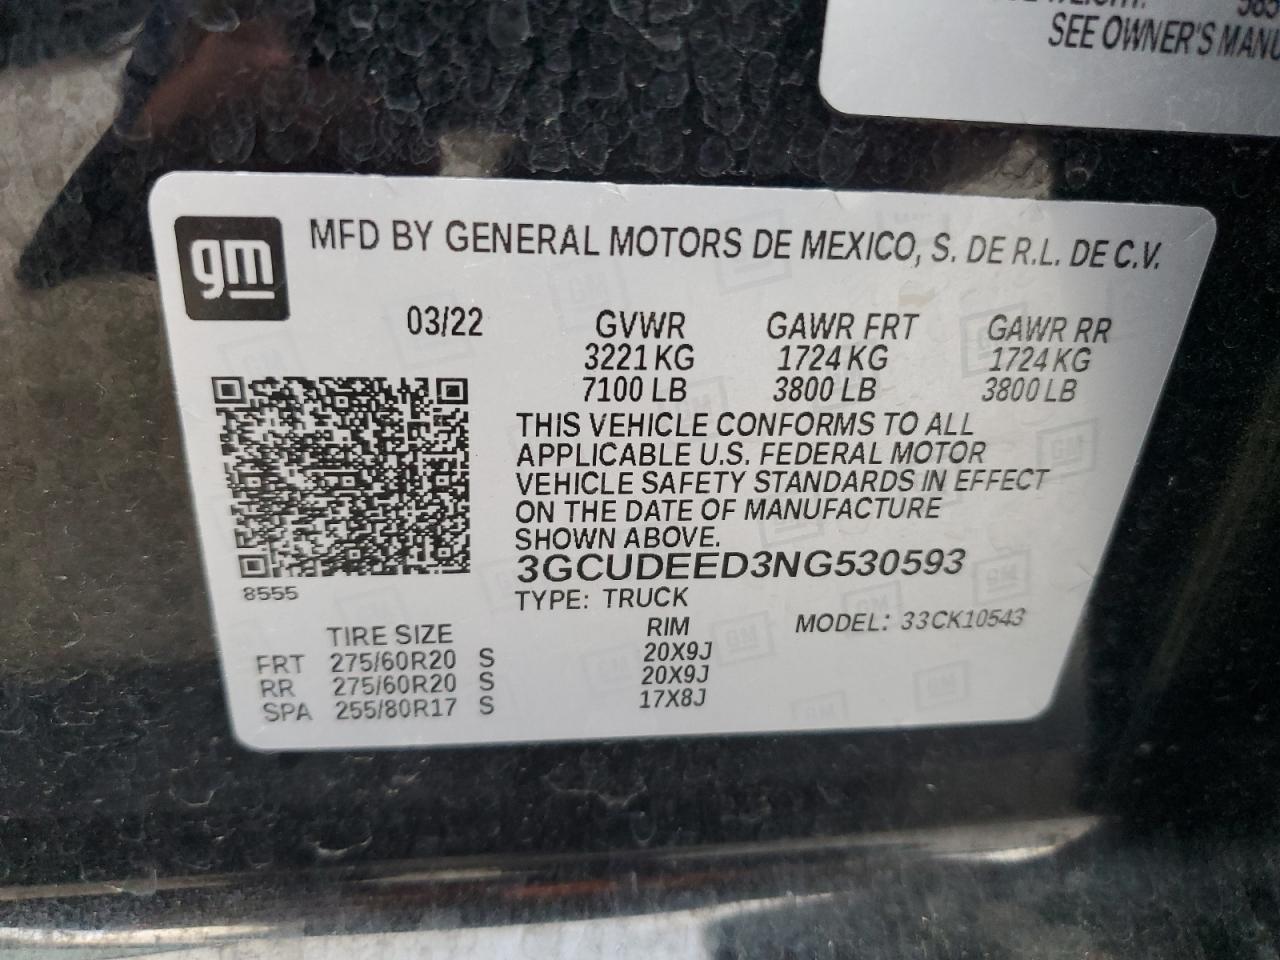 SEE OWNER'S MANU
gm
MFD BY GENERAL MOTORS DE MEXICO, S. DE R.L. DE C.V.
03/22 GVWR GAWR FRT GAWR RR
3221 KG 1724 KG 1724 KG
7100 LB 3800 LB 3800 LB
THIS VEHICLE CONFORMS TO ALL
APPLICABLE U.S. FEDERAL MOTOR
VEHICLE SAFETY STANDARDS IN EFFECT
ON THE DATE OF MANUFACTURE
SHOWN ABOVE.
3GCUDEED3NG530593
8555
TYPE: TRUCK
TIRE SIZE RIM MODEL: 33CK10543
FRT 275/60R20 S 20X9J
RR 275/60R20 S 20X9J
SPA 255/80R17 S 17X8J